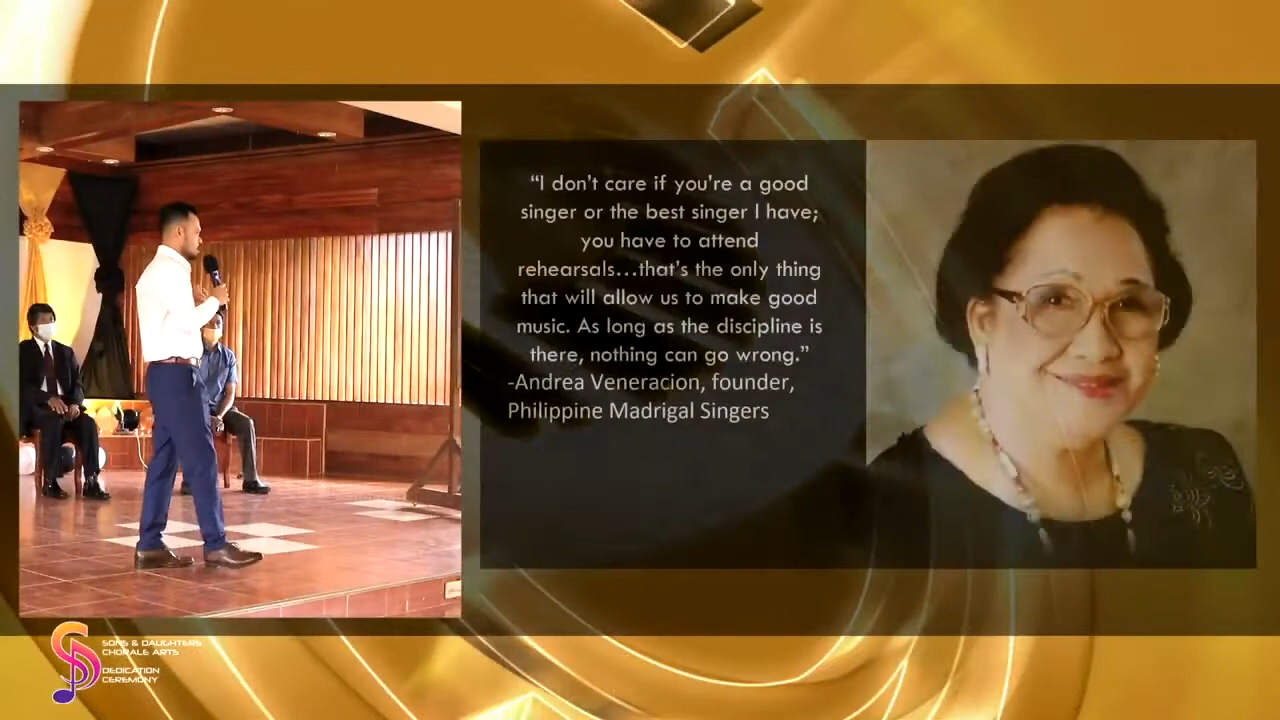 “I don’t care if you’re a good
singer or the best singer I have;
you have to attend
rehearsals…that’s the only thing
that will allow us to make good
music. As long as the discipline is
there, nothing can go wrong.”
-Andrea Veneracion, founder,
Philippine Madrigal Singers
SONS & DAUGHTERS
CHORALE ARTS
DEDICATION
CEREMONY